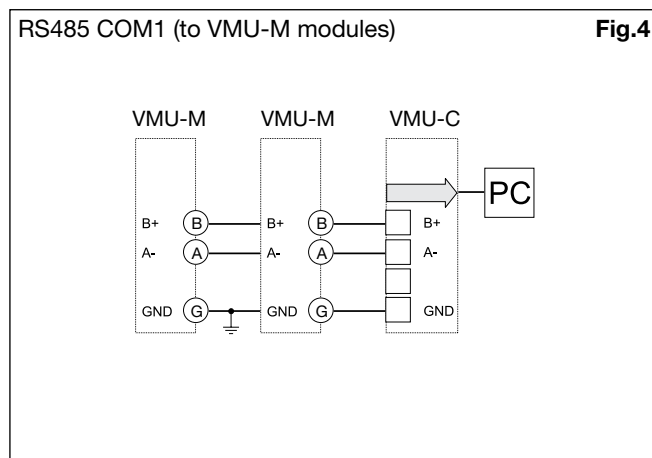 RS485 COM1 (to VMU-M modules) Fig.4
VMU-M VMU-M VMU-C
PC
B+ B B+ B B+
A- A A- A A-
GND G GND G GND